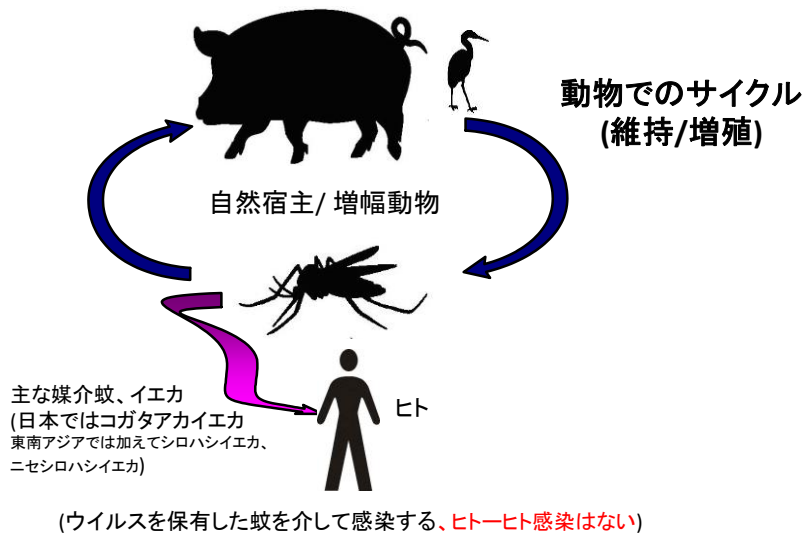 動物でのサイクル
(維持/増殖)
自然宿主/ 増幅動物
主な媒介蚊、イエカ
(日本ではコガタアカイエカ
東南アジアでは加えてシロハシイエカ、
ニセシロハシイエカ)
ヒト
(ウイルスを保有した蚊を介して感染する、ヒトーヒト感染はない)